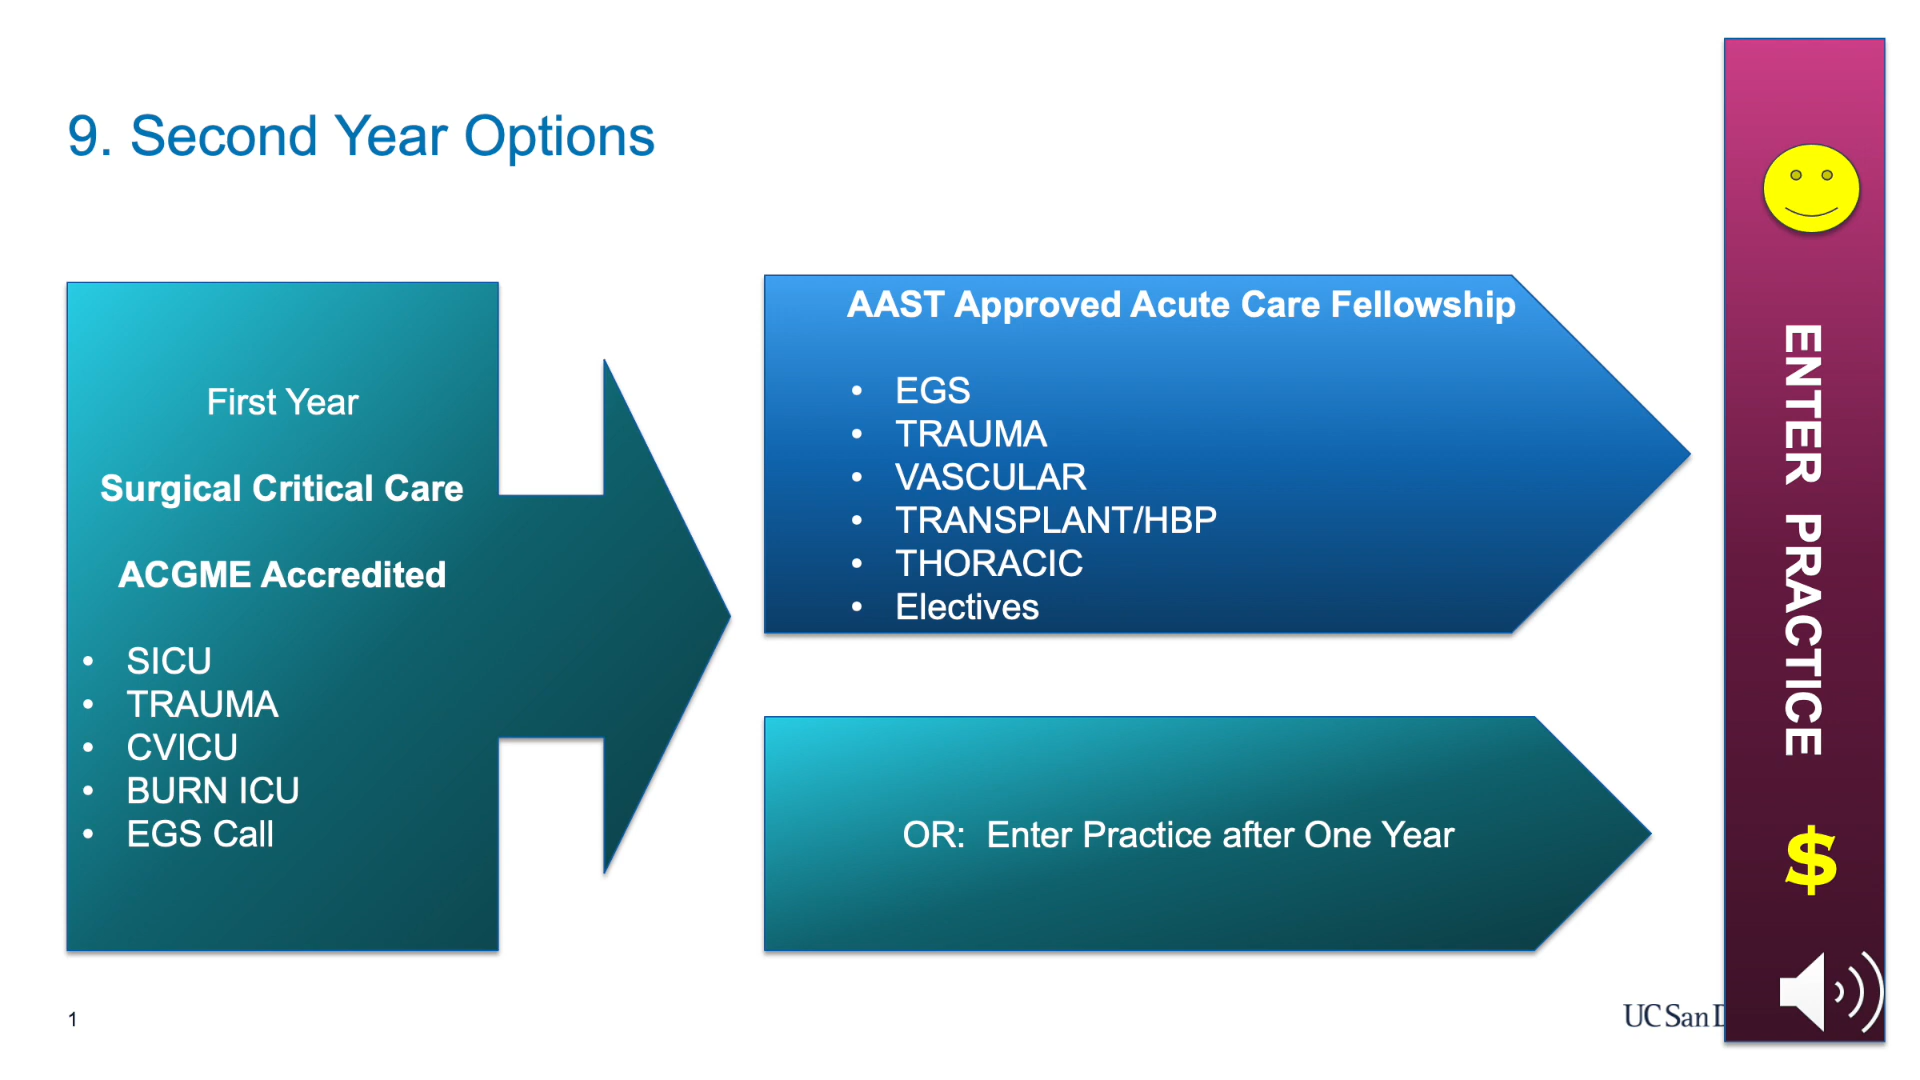 9. Second Year Options
First Year
Surgical Critical Care
ACGME Accredited
• SICU
• TRAUMA
• CVICU
• BURN ICU
• EGS Call
AAST Approved Acute Care Fellowship
• EGS
• TRAUMA
• VASCULAR
• TRANSPLANT/HBP
• THORACIC
• Electives
OR: Enter Practice after One Year
ENTER PRACTICE
$
1
UC San D